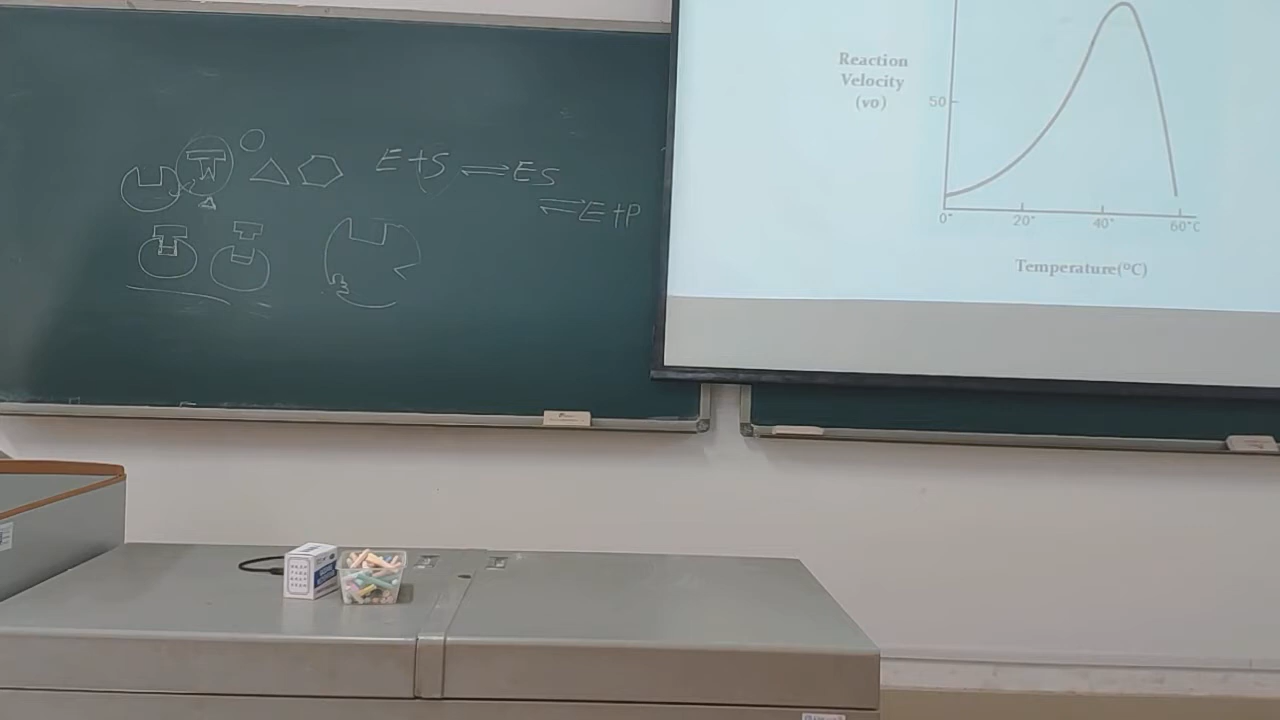 E+S ⇌ ES
⇌ E+P
Reaction
Velocity
(vo)
50
0° 20° 40° 60°C
Temperature(°C)